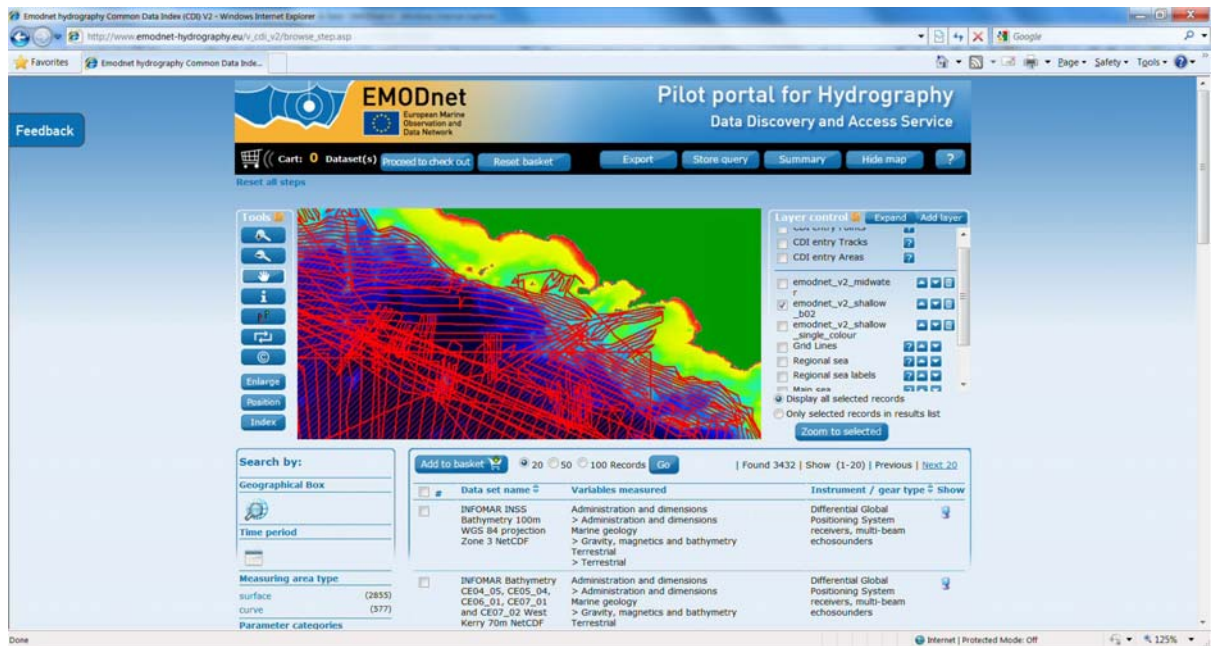 Emodnet hydrography Common Data Index (CDI) V2 - Windows Internet Explorer
http://www.emodnet-hydrography.eu/v_cdi_v2/browse_step.asp
Google
Favorites
Emodnet hydrography Common Data Inde...
Page
Safety
Tools
Feedback
EMODnet
European Marine
Observation and
Data Network
Pilot portal for Hydrography
Data Discovery and Access Service
Cart: 0 Dataset(s)
Proceed to check out
Reset basket
Export
Store query
Summary
Hide map
?
Reset all steps
Tools
Enlarge
Position
Index
Layer control
Expand
Add layer
CDI entry Points
CDI entry Tracks
CDI entry Areas
emodnet_v2_midwate
r
emodnet_v2_shallow
_b02
emodnet_v2_shallow
_single_colour
Grid Lines
Regional sea
Regional sea labels
Main sea
Display all selected records
Only selected records in results list
Zoom to selected
Search by:
Geographical Box
Time period
Measuring area type
surface (2855)
curve (577)
Parameter categories
Add to basket
20
50
100 Records
Go
| Found 3432 | Show (1-20) | Previous | Next 20
# Data set name Variables measured Instrument / gear type Show
INFOMAR INSS
Bathymetry 100m
WGS 84 projection
Zone 3 NetCDF
Administration and dimensions
> Administration and dimensions
Marine geology
> Gravity, magnetics and bathymetry
Terrestrial
> Terrestrial
Differential Global
Positioning System
receivers, multi-beam
echosounders
INFOMAR Bathymetry
CE04_05, CE05_04,
CE06_01, CE07_01
and CE07_02 West
Kerry 70m NetCDF
Administration and dimensions
> Administration and dimensions
Marine geology
> Gravity, magnetics and bathymetry
Terrestrial
Differential Global
Positioning System
receivers, multi-beam
echosounders
Done
Internet | Protected Mode: Off
125%